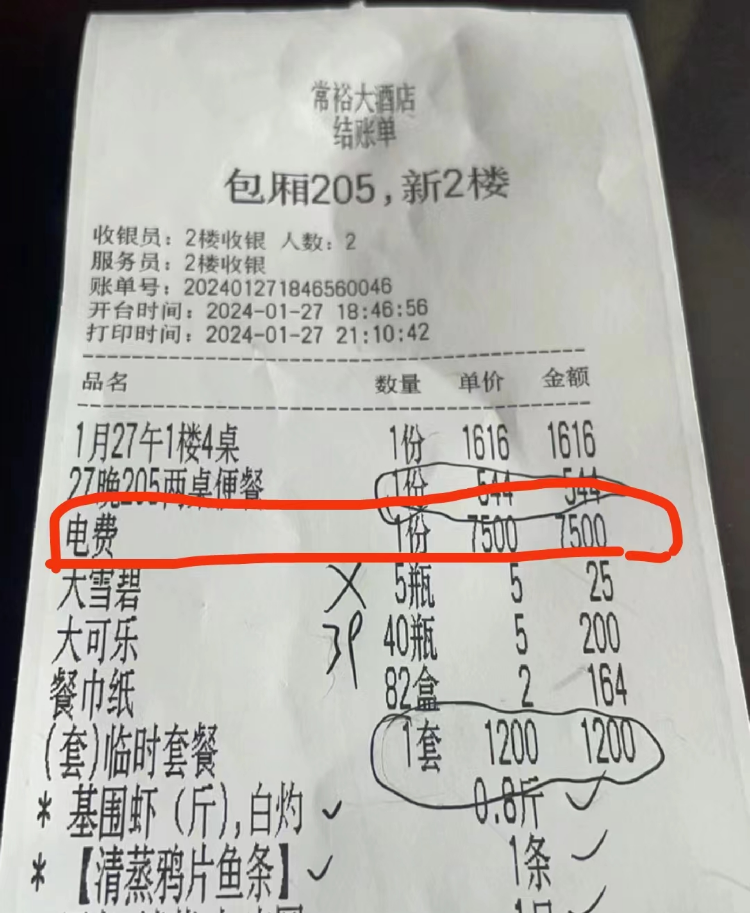 常裕大酒店
结账单
包厢205,新2楼
收银员: 2楼收银 人数: 2
服务员: 2楼收银
账单号: 202401271846560046
开台时间: 2024-01-27 18:46:56
打印时间: 2024-01-27 21:10:42
品名 数量 单价 金额
1月27午1楼4桌 1份 1616 1616
27晚205两桌便餐 1份 544 544
电费 1份 7500 7500
大雪碧 5瓶 5 25
大可乐 40瓶 5 200
餐巾纸 82盒 2 164
(套)临时套餐 1套 1200 1200
* 基围虾(斤),白灼 0.8斤
* 【清蒸鸦片鱼条】 1条